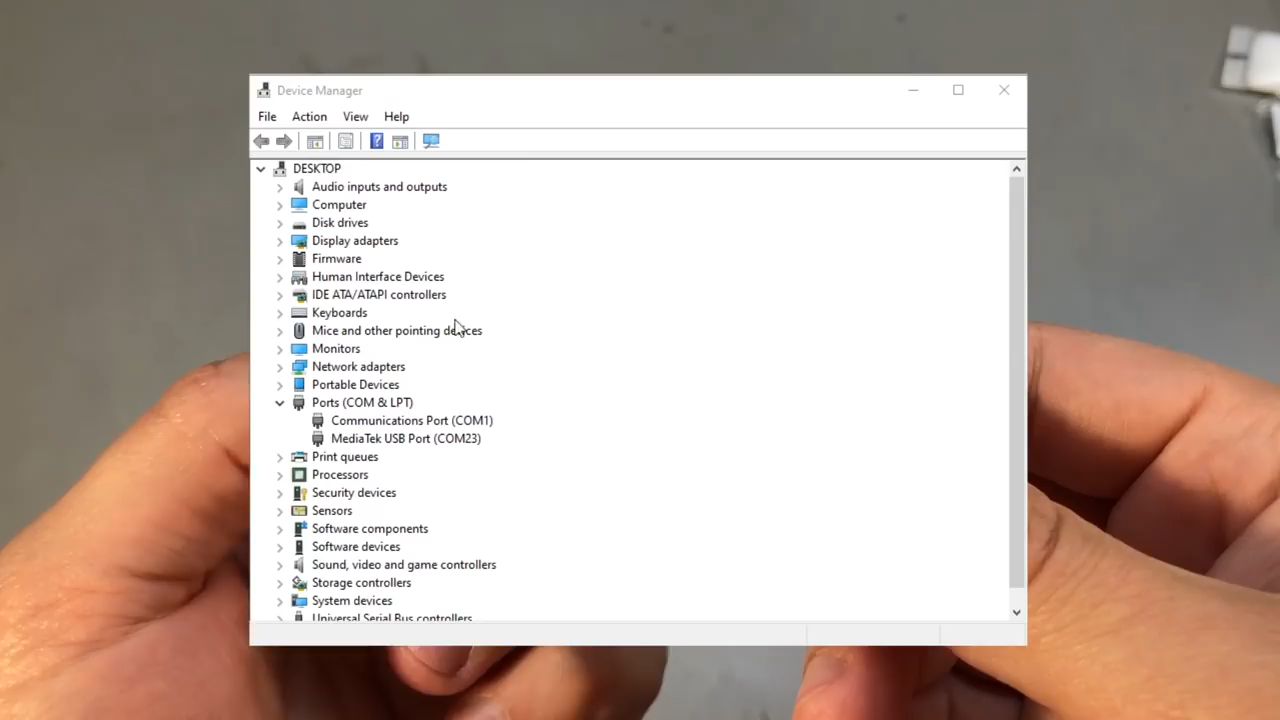 Device Manager
File Action View Help
DESKTOP
Audio inputs and outputs
Computer
Disk drives
Display adapters
Firmware
Human Interface Devices
IDE ATA/ATAPI controllers
Keyboards
Mice and other pointing devices
Monitors
Network adapters
Portable Devices
Ports (COM & LPT)
Communications Port (COM1)
MediaTek USB Port (COM23)
Print queues
Processors
Security devices
Sensors
Software components
Software devices
Sound, video and game controllers
Storage controllers
System devices
Universal Serial Bus controllers